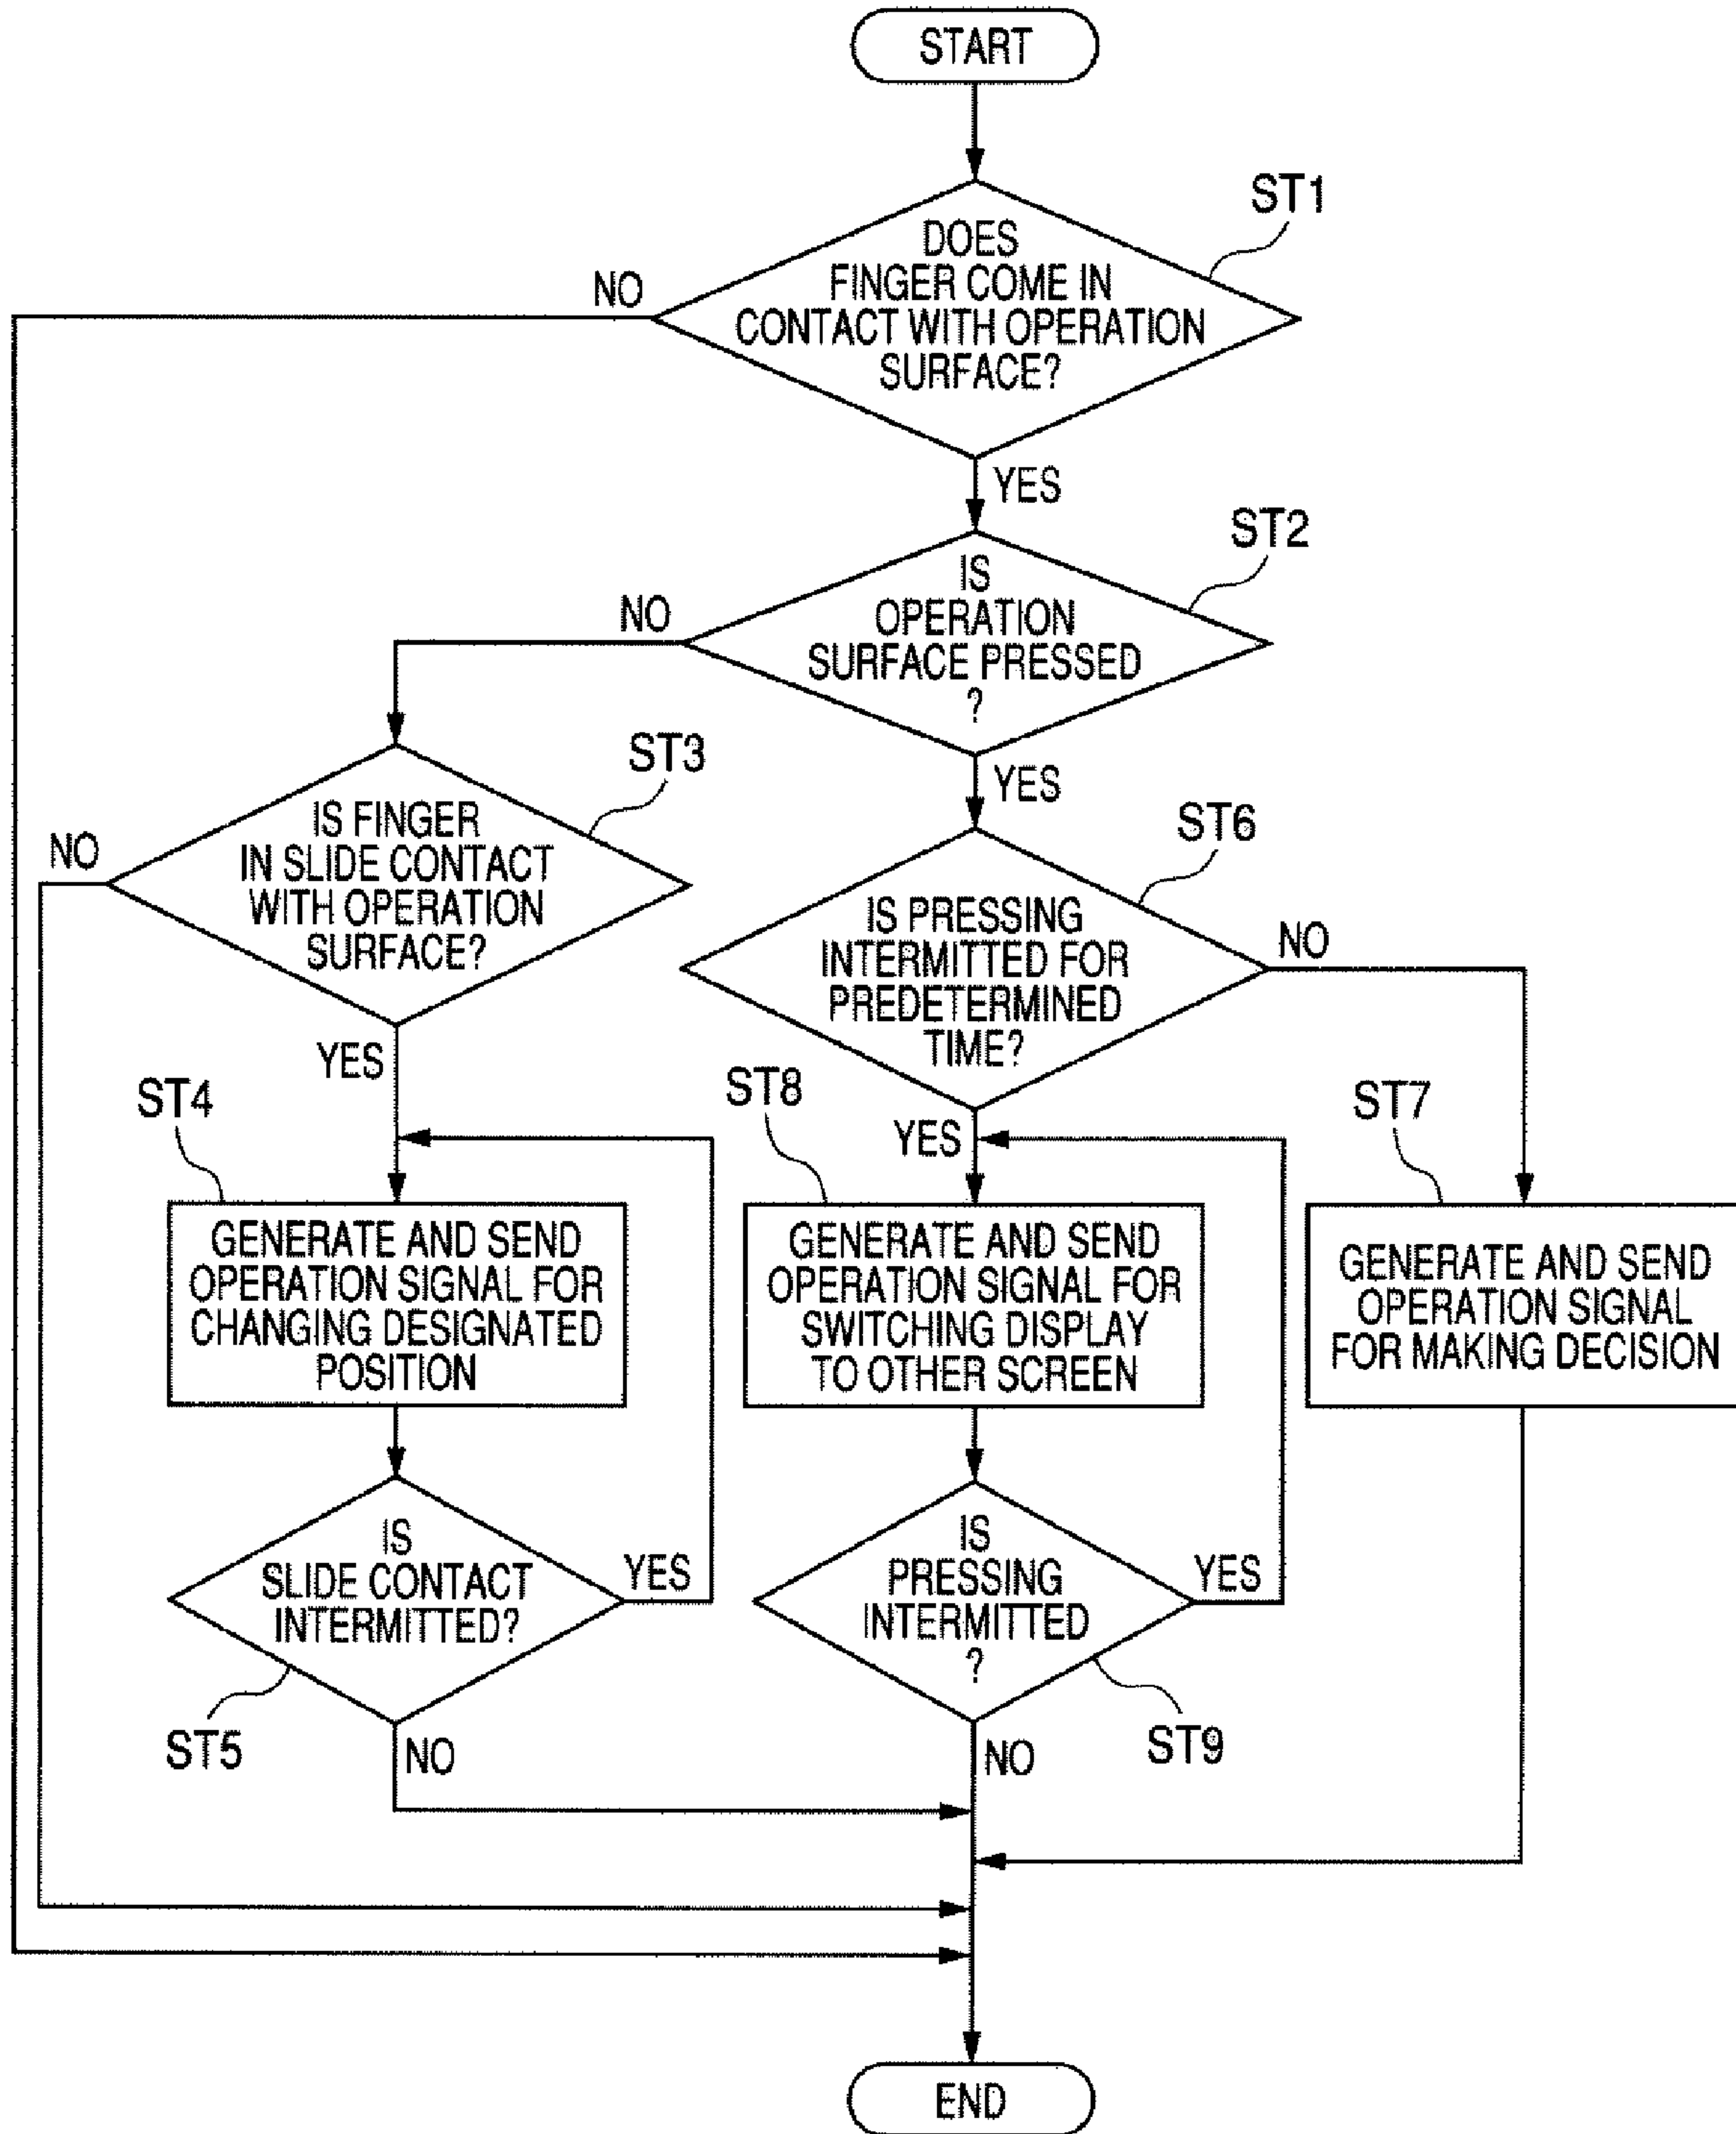 START
ST1
DOES
FINGER COME IN
CONTACT WITH OPERATION
SURFACE?
NO
YES
ST2
IS
OPERATION
SURFACE PRESSED
?
NO
YES
ST3
IS FINGER
IN SLIDE CONTACT
WITH OPERATION
SURFACE?
NO
YES
ST6
IS PRESSING
INTERMITTED FOR
PREDETERMINED
TIME?
NO
YES
ST4
GENERATE AND SEND
OPERATION SIGNAL FOR
CHANGING DESIGNATED
POSITION
ST8
GENERATE AND SEND
OPERATION SIGNAL FOR
SWITCHING DISPLAY
TO OTHER SCREEN
ST7
GENERATE AND SEND
OPERATION SIGNAL
FOR MAKING DECISION
IS
SLIDE CONTACT
INTERMITTED?
YES
ST5
NO
IS
PRESSING
INTERMITTED
?
YES
ST9
NO
END